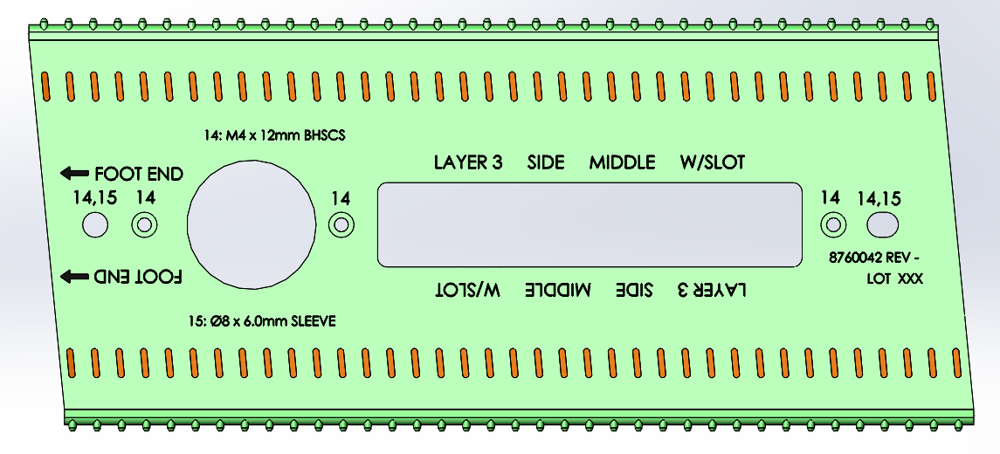 14: M4 x 12mm BHSCS
LAYER 3 SIDE MIDDLE W/SLOT
FOOT END
14,15 14
14
14 14,15
8760042 REV -
LOT XXX
FOOT END
LAYER 3 SIDE MIDDLE W/SLOT
15: Ø8 x 6.0mm SLEEVE